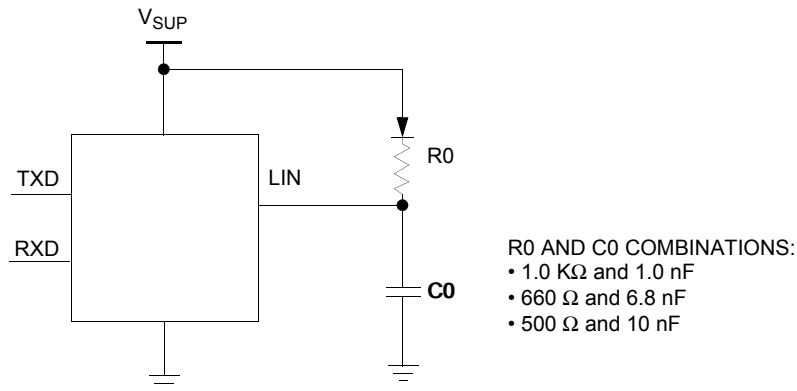 VSUP
R0
TXD
LIN
RXD
C0
R0 AND C0 COMBINATIONS:
• 1.0 KΩ and 1.0 nF
• 660 Ω and 6.8 nF
• 500 Ω and 10 nF